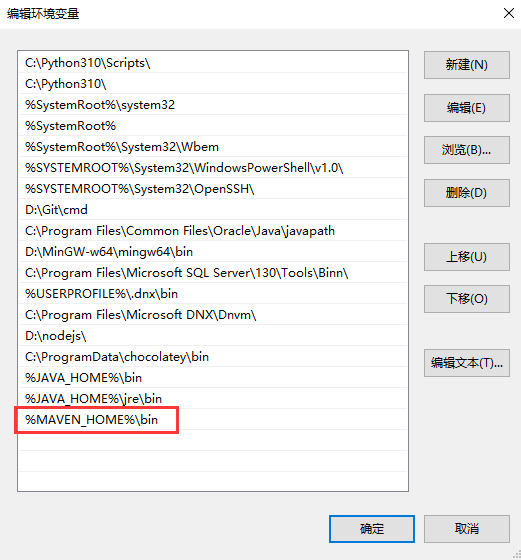 编辑环境变量
C:\Python310\Scripts\
C:\Python310\
%SystemRoot%\system32
%SystemRoot%
%SystemRoot%\System32\Wbem
%SYSTEMROOT%\System32\WindowsPowerShell\v1.0\
%SYSTEMROOT%\System32\OpenSSH\
D:\Git\cmd
C:\Program Files\Common Files\Oracle\Java\javapath
D:\MinGW-w64\mingw64\bin
C:\Program Files\Microsoft SQL Server\130\Tools\Binn\
%USERPROFILE%\.dnx\bin
C:\Program Files\Microsoft DNX\Dnvm\
D:\nodejs\
C:\ProgramData\chocolatey\bin
%JAVA_HOME%\bin
%JAVA_HOME%\jre\bin
%MAVEN_HOME%\bin
新建(N)
编辑(E)
浏览(B)...
删除(D)
上移(U)
下移(O)
编辑文本(T)...
确定
取消